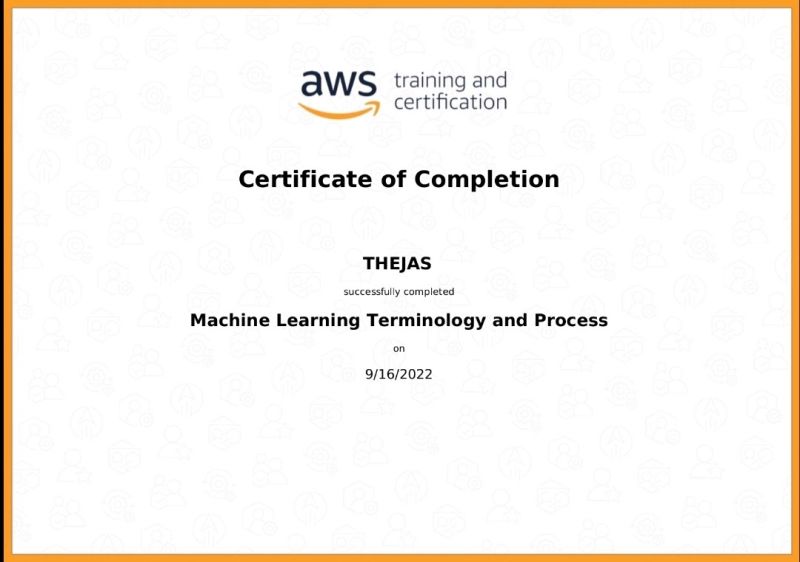 aws training and
certification
Certificate of Completion
THEJAS
successfully completed
Machine Learning Terminology and Process
on
9/16/2022